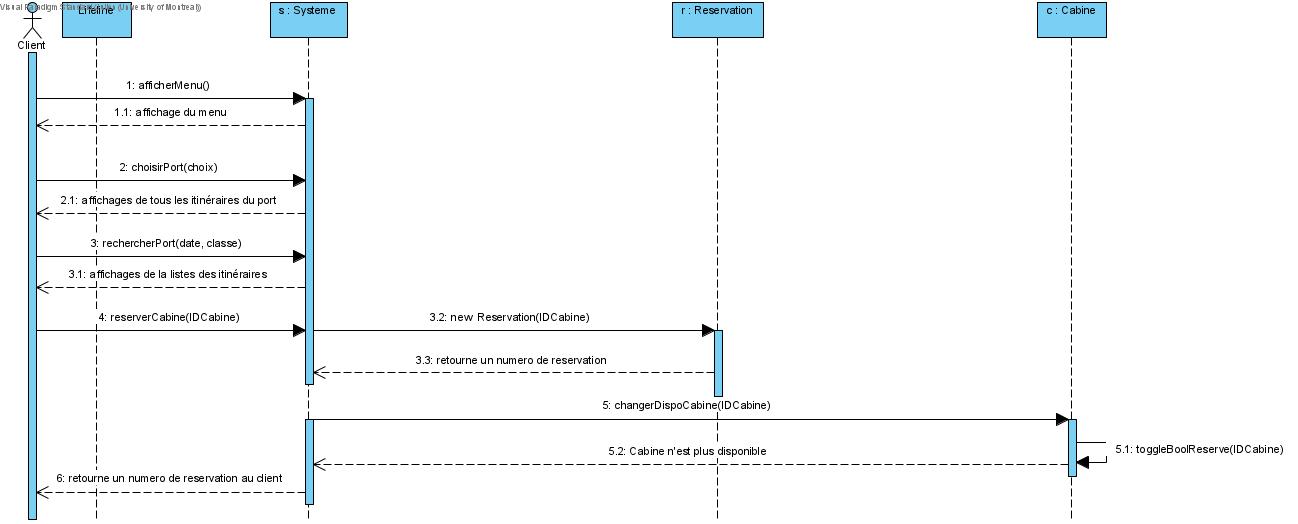 Visual Paradigm Standard (University of Montreal)
Lifeline
s : Systeme
r : Reservation
c : Cabine
Client
1: afficherMenu()
1.1: affichage du menu
2: choisirPort(choix)
2.1: affichages de tous les itinéraires du port
3: rechercherPort(date, classe)
3.1: affichages de la listes des itinéraires
4: reserverCabine(IDCabine)
3.2: new Reservation(IDCabine)
3.3: retourne un numero de reservation
5: changerDispoCabine(IDCabine)
5.1: toggleBoolReserve(IDCabine)
5.2: Cabine n'est plus disponible
6: retourne un numero de reservation au client